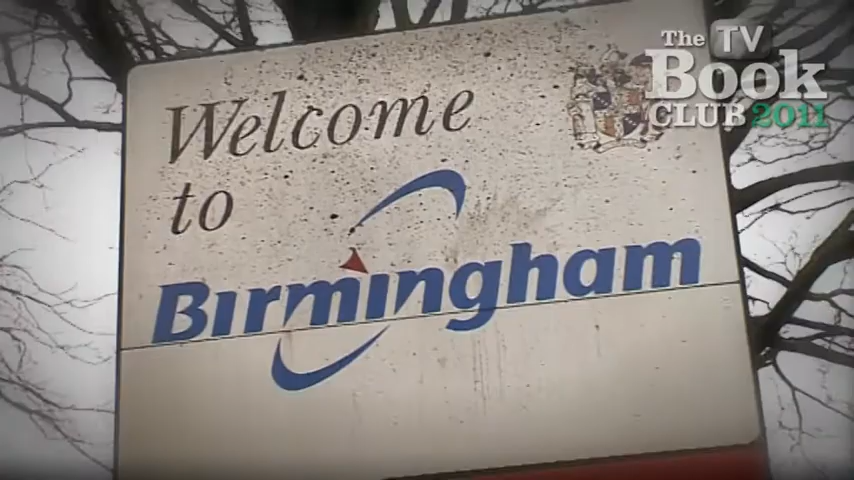 The TV
Book
CLUB 2011
Welcome
to
Birmingham